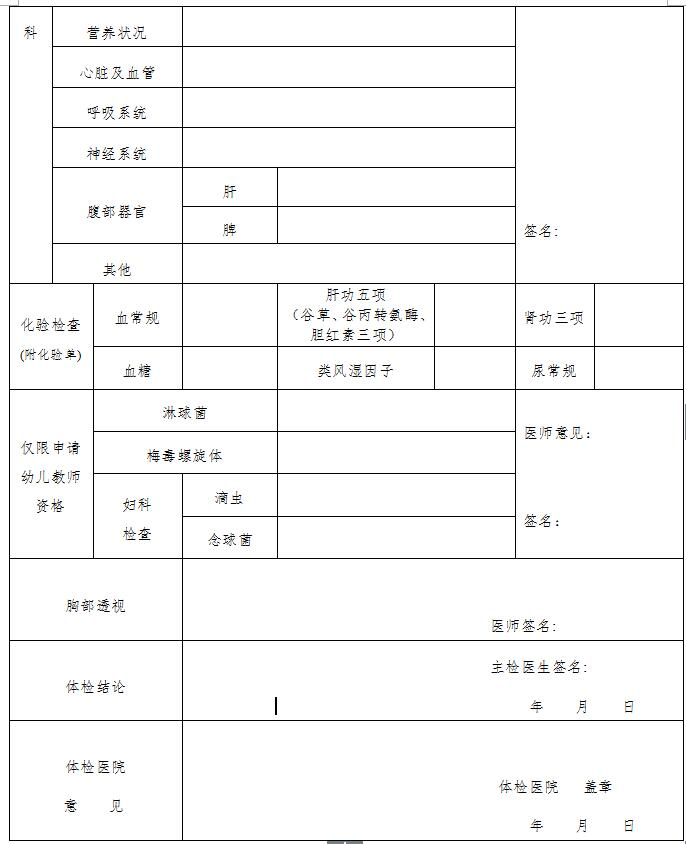 科
营养状况
心脏及血管
呼吸系统
神经系统
腹部器官
肝
脾
其他
签名:
化验检查
(附化验单)
血常规
肝功五项
（谷草、谷丙转氨酶、
胆红素三项）
肾功三项
血糖
类风湿因子
尿常规
仅限申请
幼儿教师
资格
淋球菌
梅毒螺旋体
妇科
检查
滴虫
念球菌
医师意见：
签名：
胸部透视
医师签名:
体检结论
主检医生签名:
年 月 日
体检医院
意 见
体检医院 盖章
年 月 日